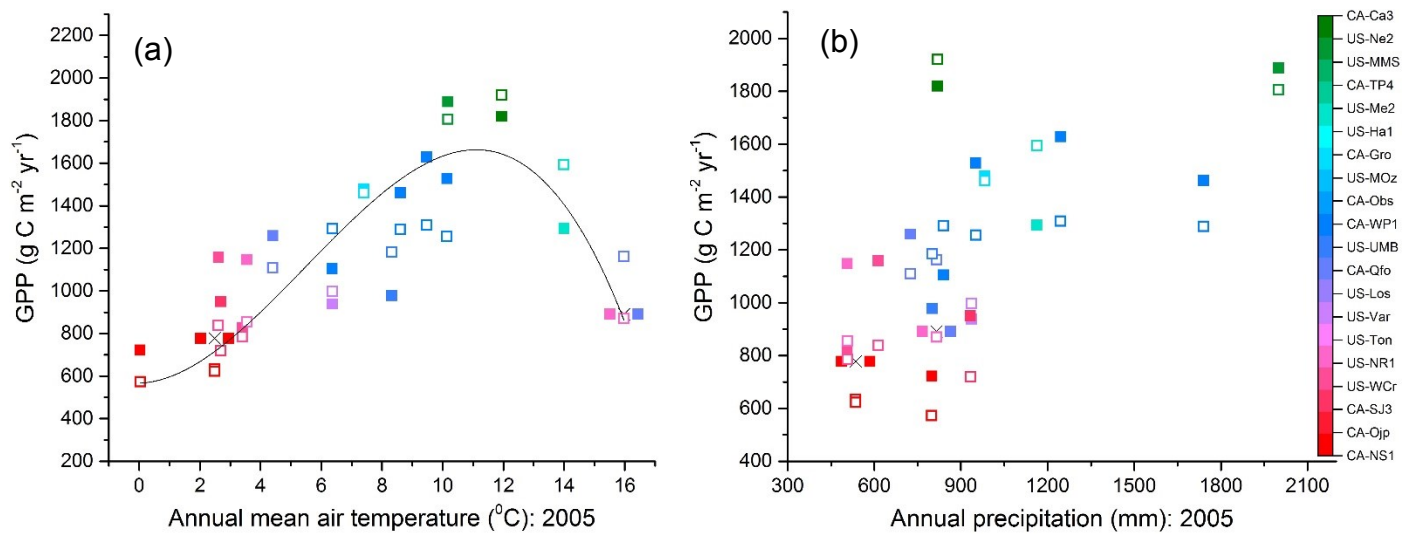 (a)
2200
2000
1800
1600
1400
1200
1000
800
600
400
200
GPP (g C m⁻² yr⁻¹)
0 2 4 6 8 10 12 14 16
Annual mean air temperature (⁰C): 2005
(b)
2000
1800
1600
1400
1200
1000
800
600
400
GPP (g C m⁻² yr⁻¹)
300 600 900 1200 1500 1800 2100
Annual precipitation (mm): 2005
CA-Ca3
US-Ne2
US-MMS
CA-TP4
US-Me2
US-Ha1
CA-Gro
US-MOz
CA-Obs
CA-WP1
US-UMB
CA-Qfo
US-Los
US-Var
US-Ton
US-NR1
US-WCr
CA-SJ3
CA-Ojp
CA-NS1